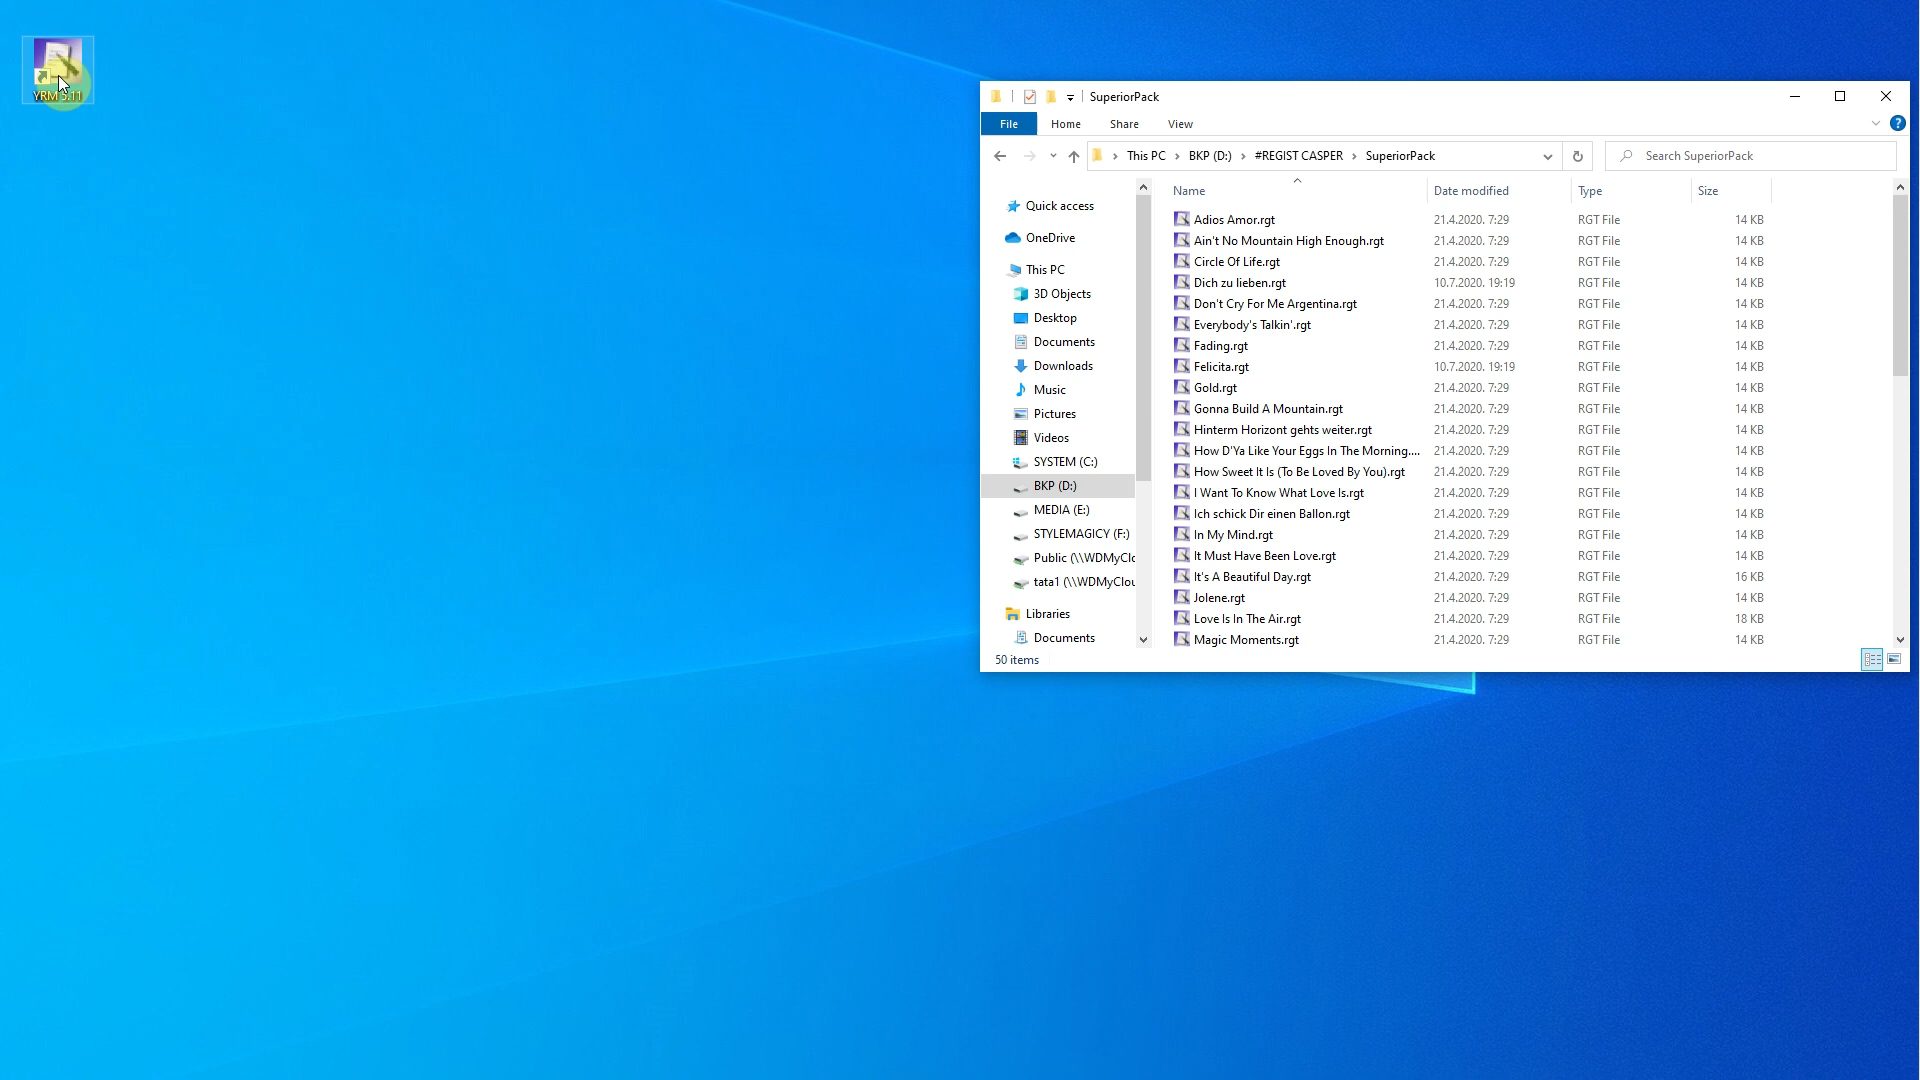 YRM 5.11
SuperiorPack
File Home Share View
This PC BKP (D:) #REGIST CASPER SuperiorPack
Search SuperiorPack
Quick access
OneDrive
This PC
3D Objects
Desktop
Documents
Downloads
Music
Pictures
Videos
SYSTEM (C:)
BKP (D:)
MEDIA (E:)
STYLEMAGICY (F:)
Public (\\WDMyClo
tata1 (\\WDMyClou
Libraries
Documents
Name Date modified Type Size
Adios Amor.rgt 21.4.2020. 7:29 RGT File 14 KB
Ain't No Mountain High Enough.rgt 21.4.2020. 7:29 RGT File 14 KB
Circle Of Life.rgt 21.4.2020. 7:29 RGT File 14 KB
Dich zu lieben.rgt 10.7.2020. 19:19 RGT File 14 KB
Don't Cry For Me Argentina.rgt 21.4.2020. 7:29 RGT File 14 KB
Everybody's Talkin'.rgt 21.4.2020. 7:29 RGT File 14 KB
Fading.rgt 21.4.2020. 7:29 RGT File 14 KB
Felicita.rgt 10.7.2020. 19:19 RGT File 14 KB
Gold.rgt 21.4.2020. 7:29 RGT File 14 KB
Gonna Build A Mountain.rgt 21.4.2020. 7:29 RGT File 14 KB
Hinterm Horizont gehts weiter.rgt 21.4.2020. 7:29 RGT File 14 KB
How D'Ya Like Your Eggs In The Morning.... 21.4.2020. 7:29 RGT File 14 KB
How Sweet It Is (To Be Loved By You).rgt 21.4.2020. 7:29 RGT File 14 KB
I Want To Know What Love Is.rgt 21.4.2020. 7:29 RGT File 14 KB
Ich schick Dir einen Ballon.rgt 21.4.2020. 7:29 RGT File 14 KB
In My Mind.rgt 21.4.2020. 7:29 RGT File 14 KB
It Must Have Been Love.rgt 21.4.2020. 7:29 RGT File 14 KB
It's A Beautiful Day.rgt 21.4.2020. 7:29 RGT File 16 KB
Jolene.rgt 21.4.2020. 7:29 RGT File 14 KB
Love Is In The Air.rgt 21.4.2020. 7:29 RGT File 18 KB
Magic Moments.rgt 21.4.2020. 7:29 RGT File 14 KB
50 items